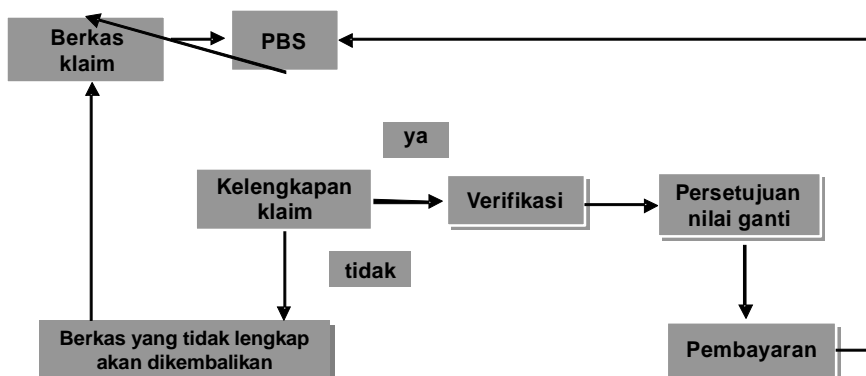 Berkas
klaim
PBS
ya
Kelengkapan
klaim
Verifikasi
Persetujuan
nilai ganti
tidak
Berkas yang tidak lengkap
akan dikembalikan
Pembayaran